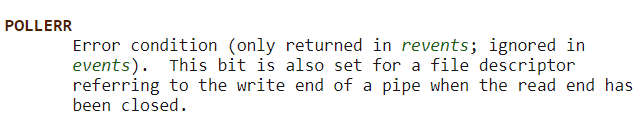 POLLERR
Error condition (only returned in revents; ignored in
events). This bit is also set for a file descriptor
referring to the write end of a pipe when the read end has
been closed.